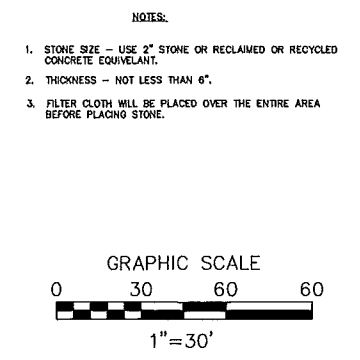 NOTES:
1. STONE SIZE – USE 2" STONE OR RECLAIMED OR RECYCLED
CONCRETE EQUIVELANT.
2. THICKNESS – NOT LESS THAN 6".
3. FILTER CLOTH WILL BE PLACED OVER THE ENTIRE AREA
BEFORE PLACING STONE.
GRAPHIC SCALE
0 30 60 60
1"=30'